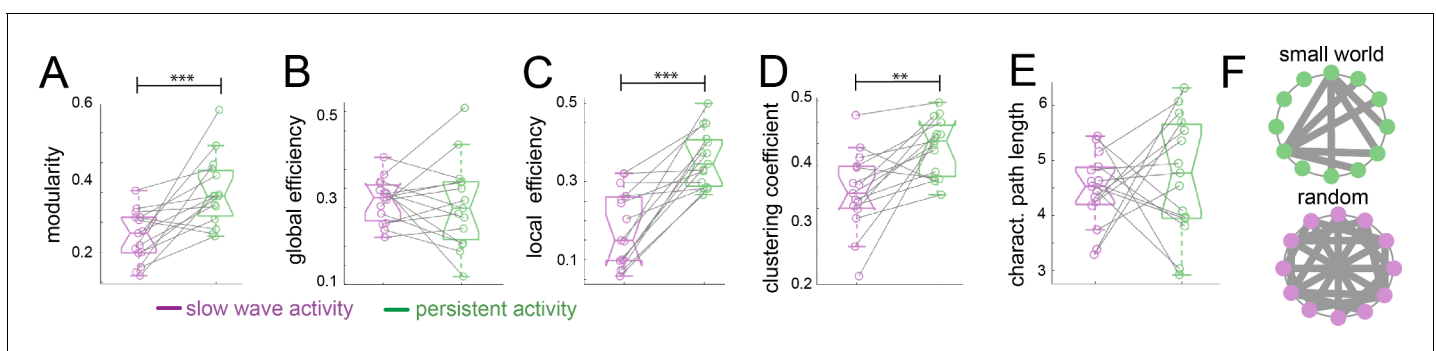 A
***
modularity
0.6
0.4
0.2
B
global efficiency
0.5
0.3
0.1
C
***
local efficiency
0.5
0.3
0.1
D
**
clustering coefficient
0.5
0.4
0.3
0.2
E
charact. path length
6
5
4
3
F
small world
random
slow wave activity
persistent activity